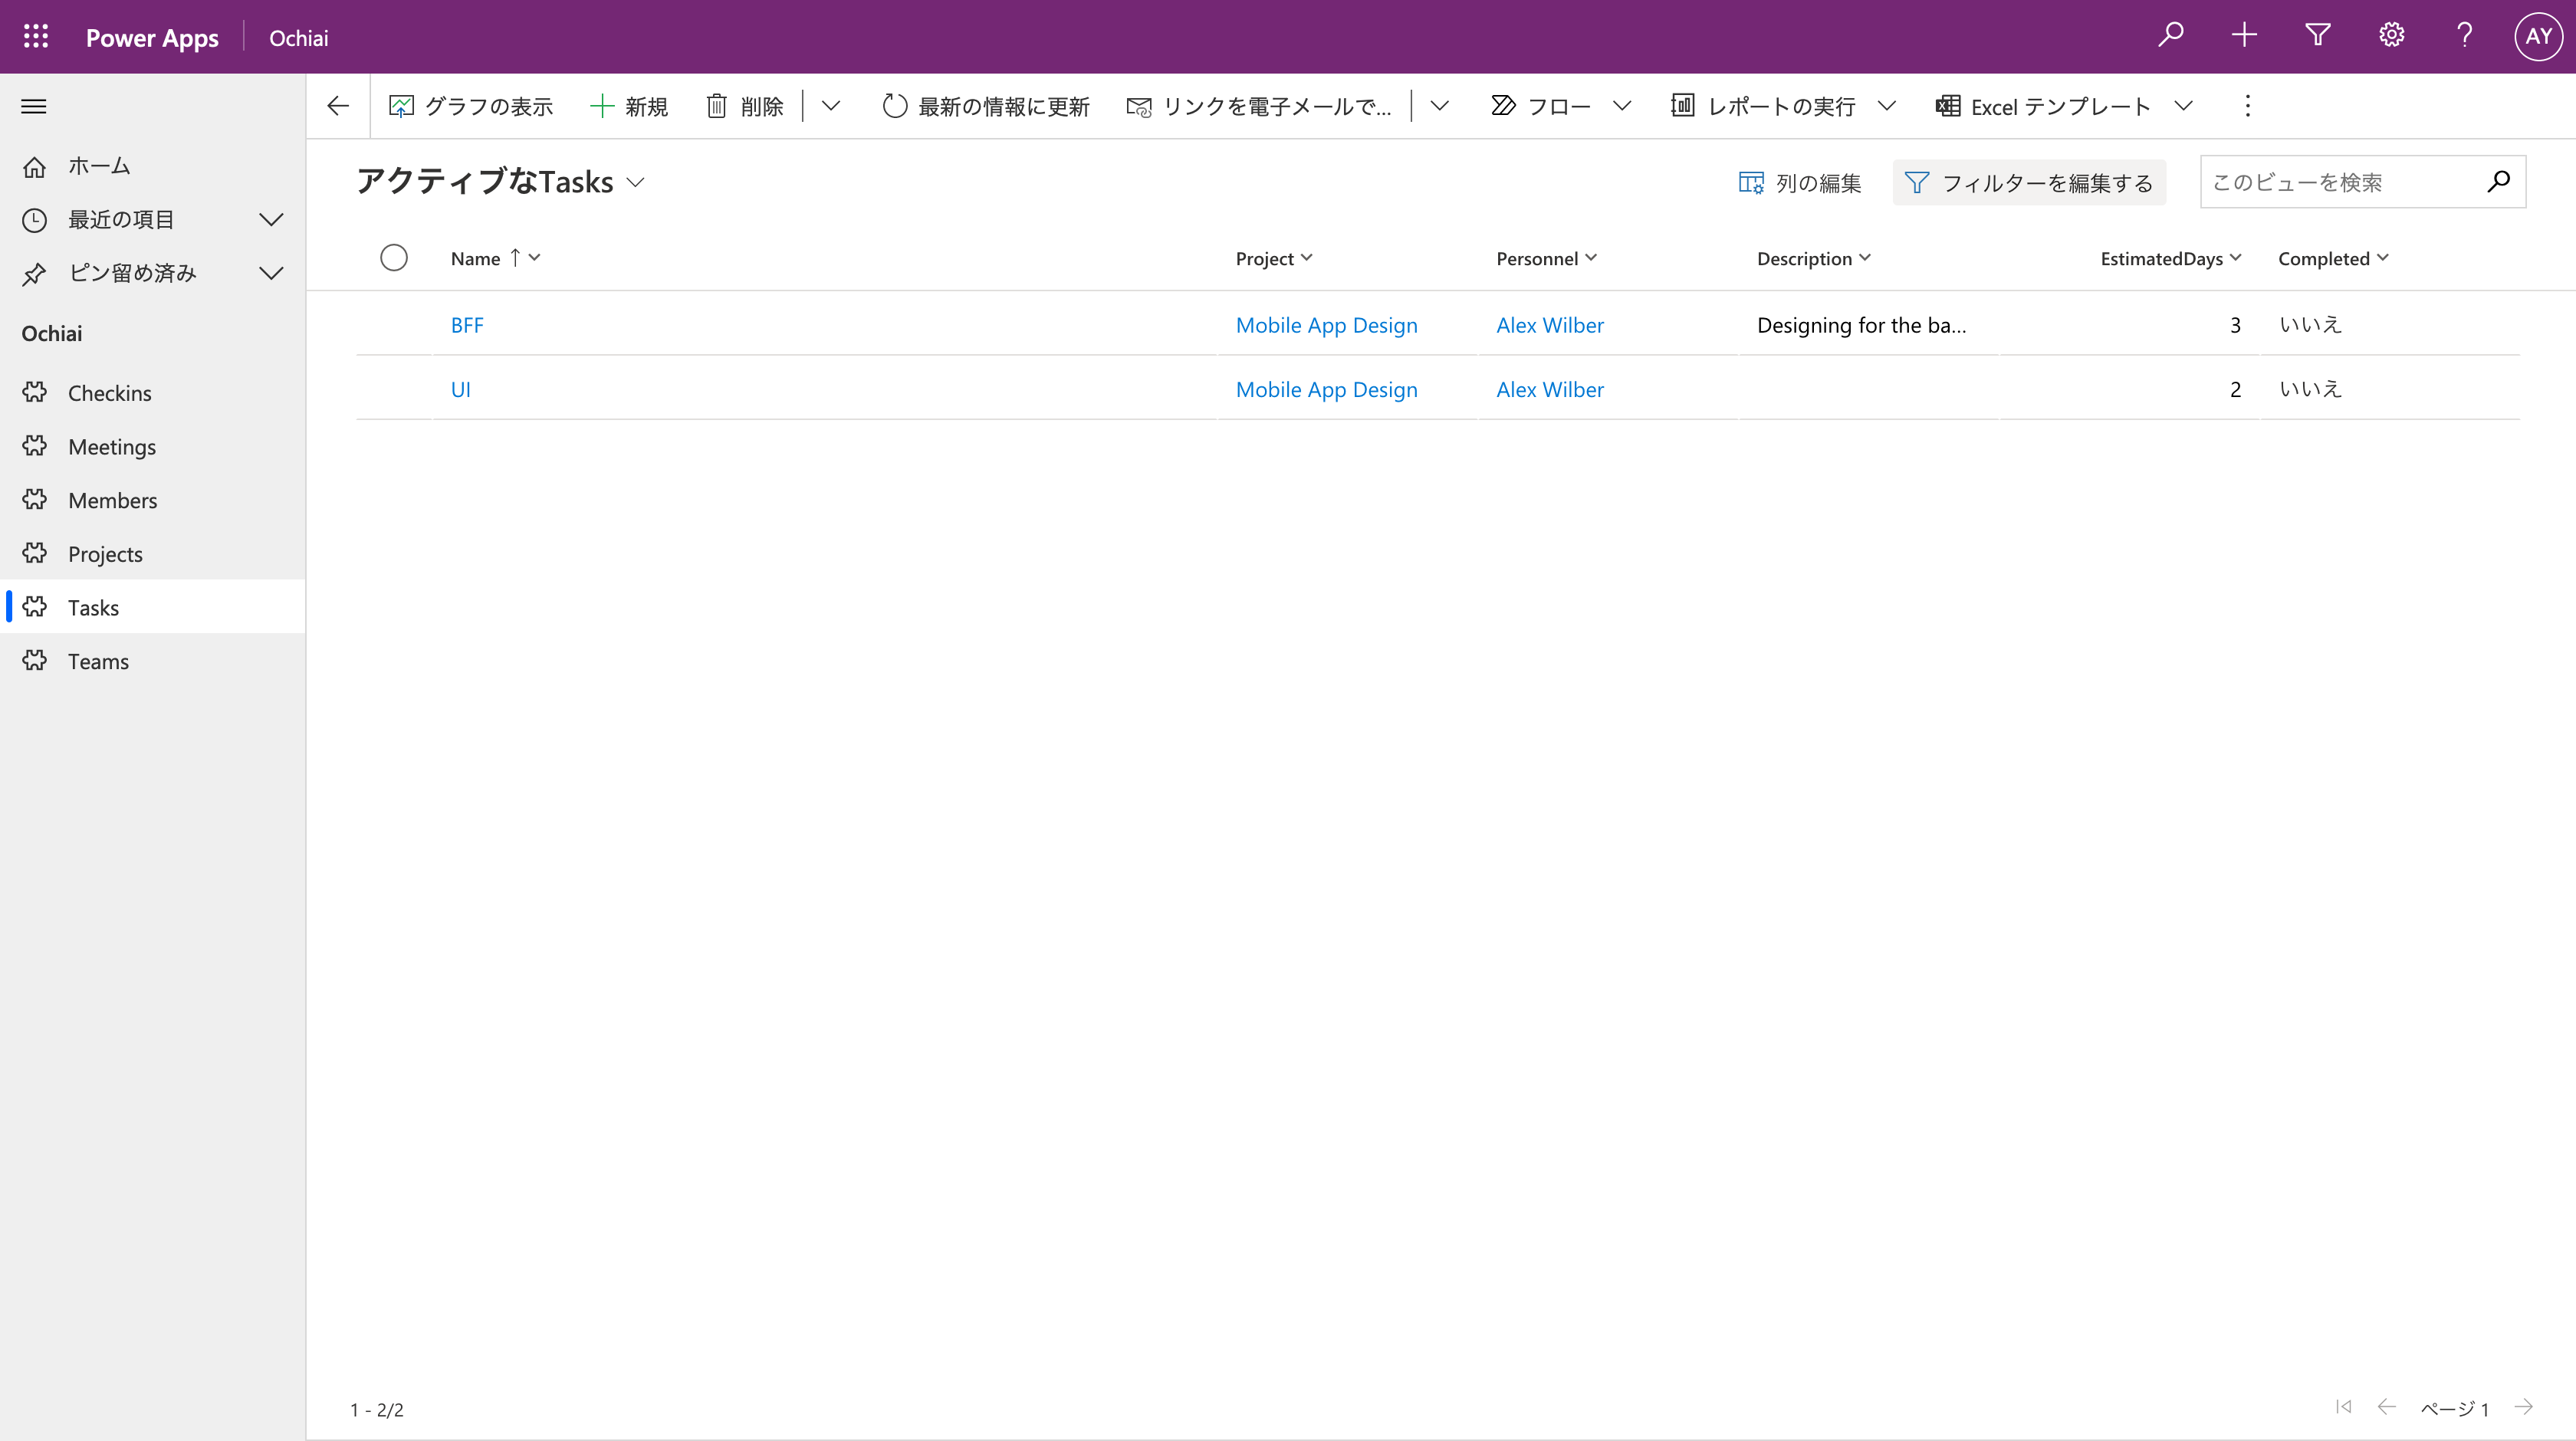 Power Apps Ochiai AY
グラフの表示 新規 削除 最新の情報に更新 リンクを電子メールで... フロー レポートの実行 Excel テンプレート
ホーム
最近の項目
ピン留め済み
Ochiai
Checkins
Meetings
Members
Projects
Tasks
Teams
アクティブなTasks 列の編集 フィルターを編集する このビューを検索
Name Project Personnel Description EstimatedDays Completed
BFF Mobile App Design Alex Wilber Designing for the ba... 3 いいえ
UI Mobile App Design Alex Wilber 2 いいえ
1 - 2/2 ページ 1